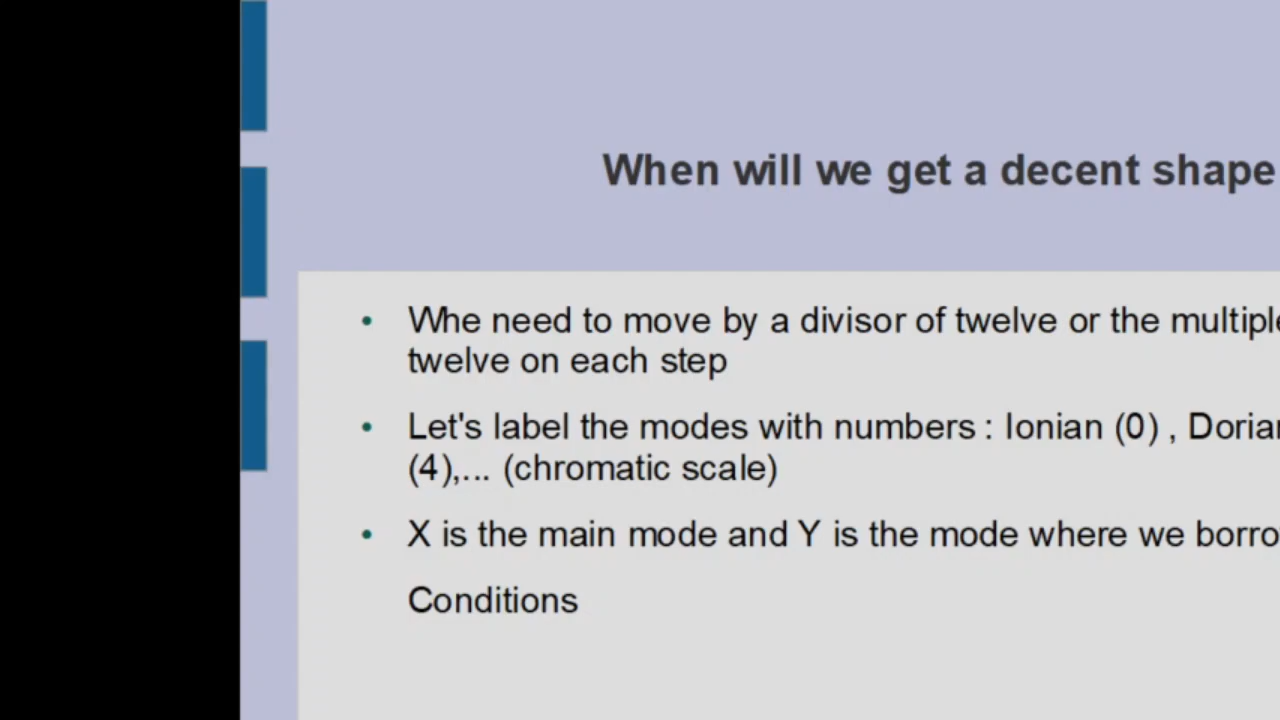 When will we get a decent shape
• Whe need to move by a divisor of twelve or the multiple
twelve on each step
• Let's label the modes with numbers : Ionian (0) , Dorian
(4),... (chromatic scale)
• X is the main mode and Y is the mode where we borro
Conditions